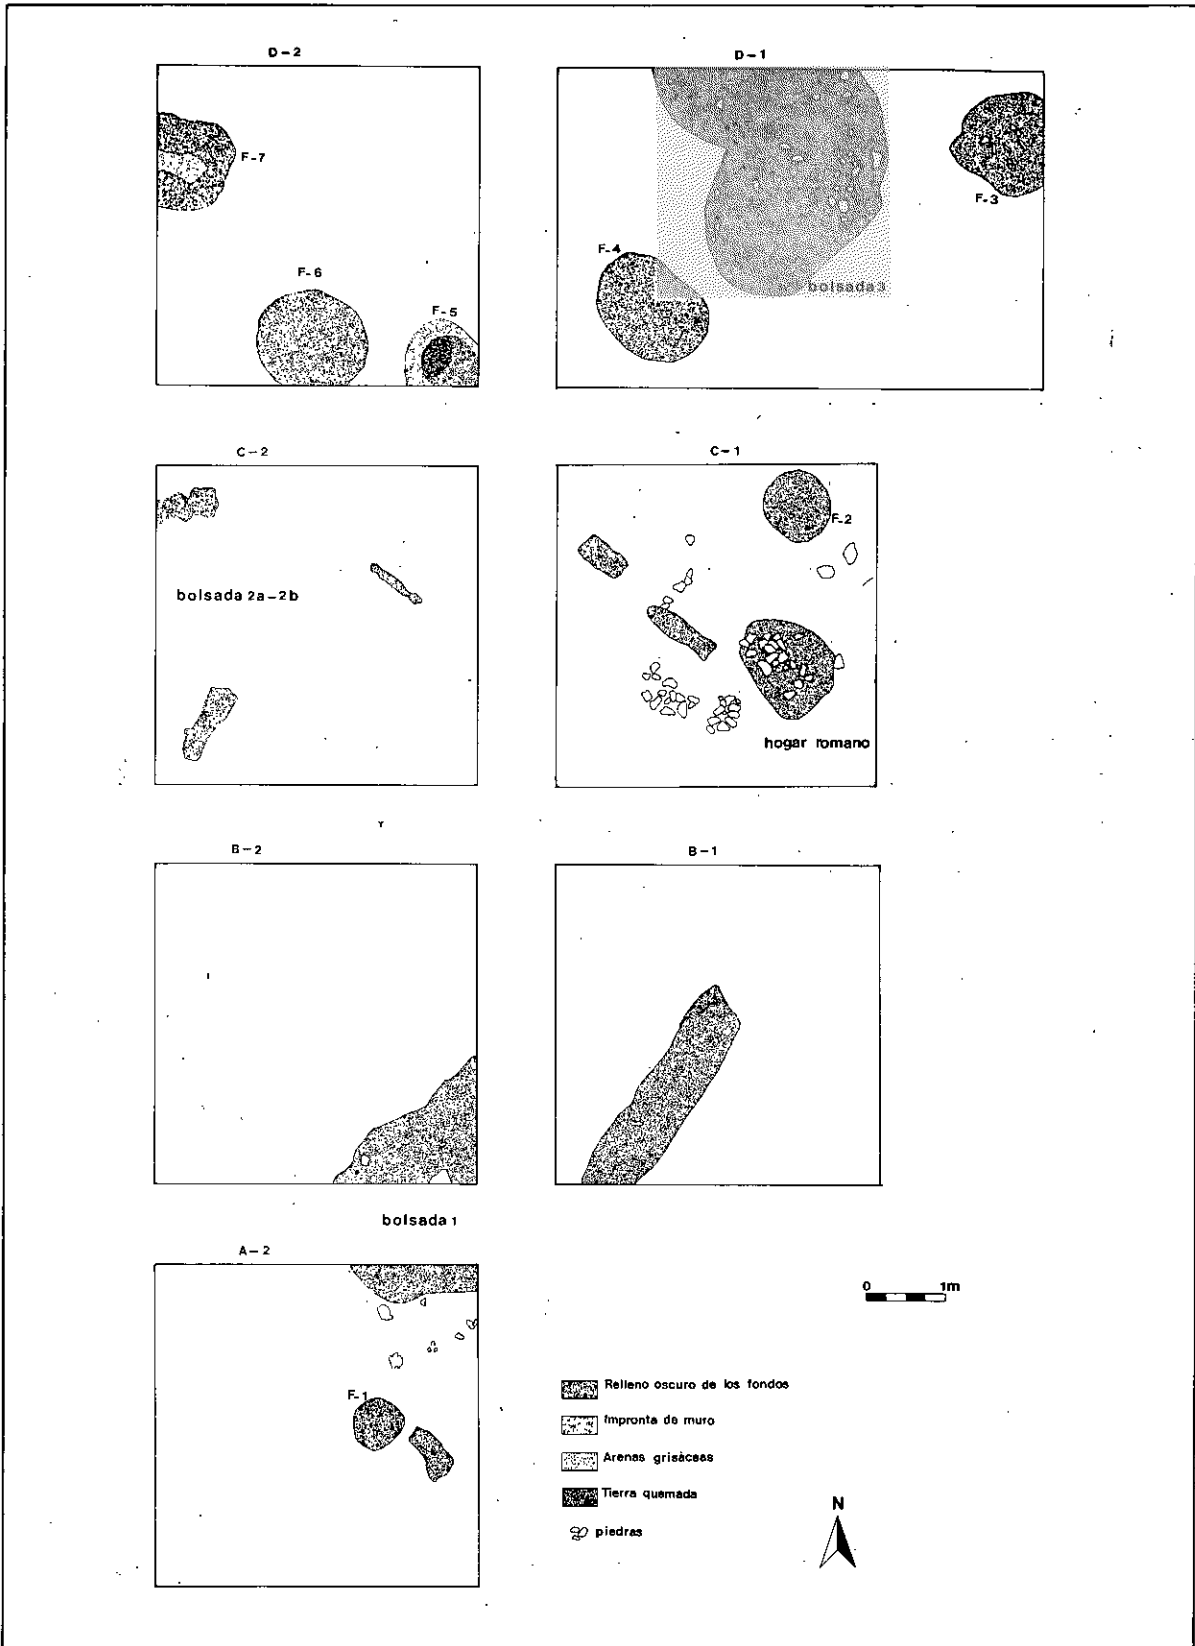 D-2
D-1
F-7
F-3
F-4
F-6
bolsada 3
F-5
C-2
C-1
F-2
bolsada 2a-2b
hogar romano
B-2
B-1
bolsada 1
A-2
0 1m
F-1
Relleno oscuro de los fondos
Impronta de muro
Arenas grisàceas
Tierra quemada
piedras
N